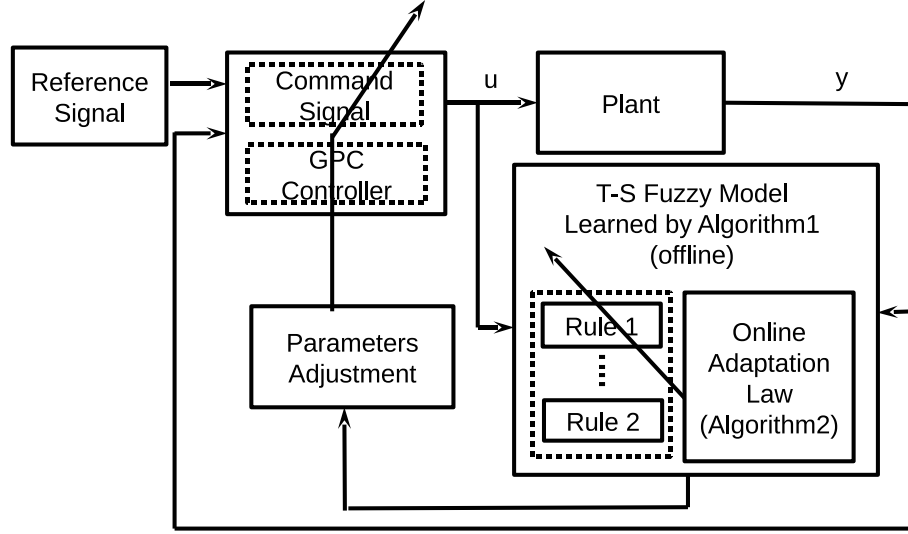 Reference
Signal
Command
Signal
GPC
Controller
u
Plant
y
T-S Fuzzy Model
Learned by Algorithm1
(offline)
Rule 1
Rule 2
Online
Adaptation
Law
(Algorithm2)
Parameters
Adjustment